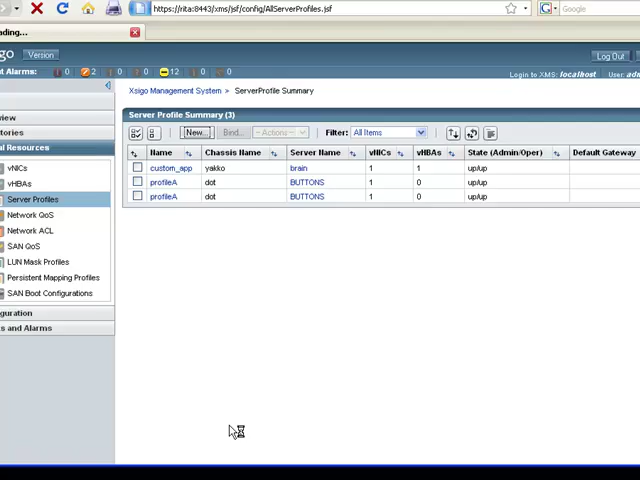 https://rita:8443/xms/jsf/config/AllServerProfiles.jsf
Google
ading...
go Version Log Out
t Alarms: 0 2 0 0 12 0 0 Login to XMS: localhost User: adm
Xsigo Management System > ServerProfile Summary
Server Profile Summary (3)
New... Bind... - Actions - Filter: All Items
Name Chassis Name Server Name vNICs vHBAs State (Admin/Oper) Default Gateway
custom_app yakko brain 1 1 up/up
profileA dot BUTTONS 1 0 up/up
profileA dot BUTTONS 1 0 up/up
iew
tories
al Resources
vNICs
vHBAs
Server Profiles
Network QoS
Network ACL
SAN QoS
LUN Mask Profiles
Persistent Mapping Profiles
SAN Boot Configurations
guration
s and Alarms